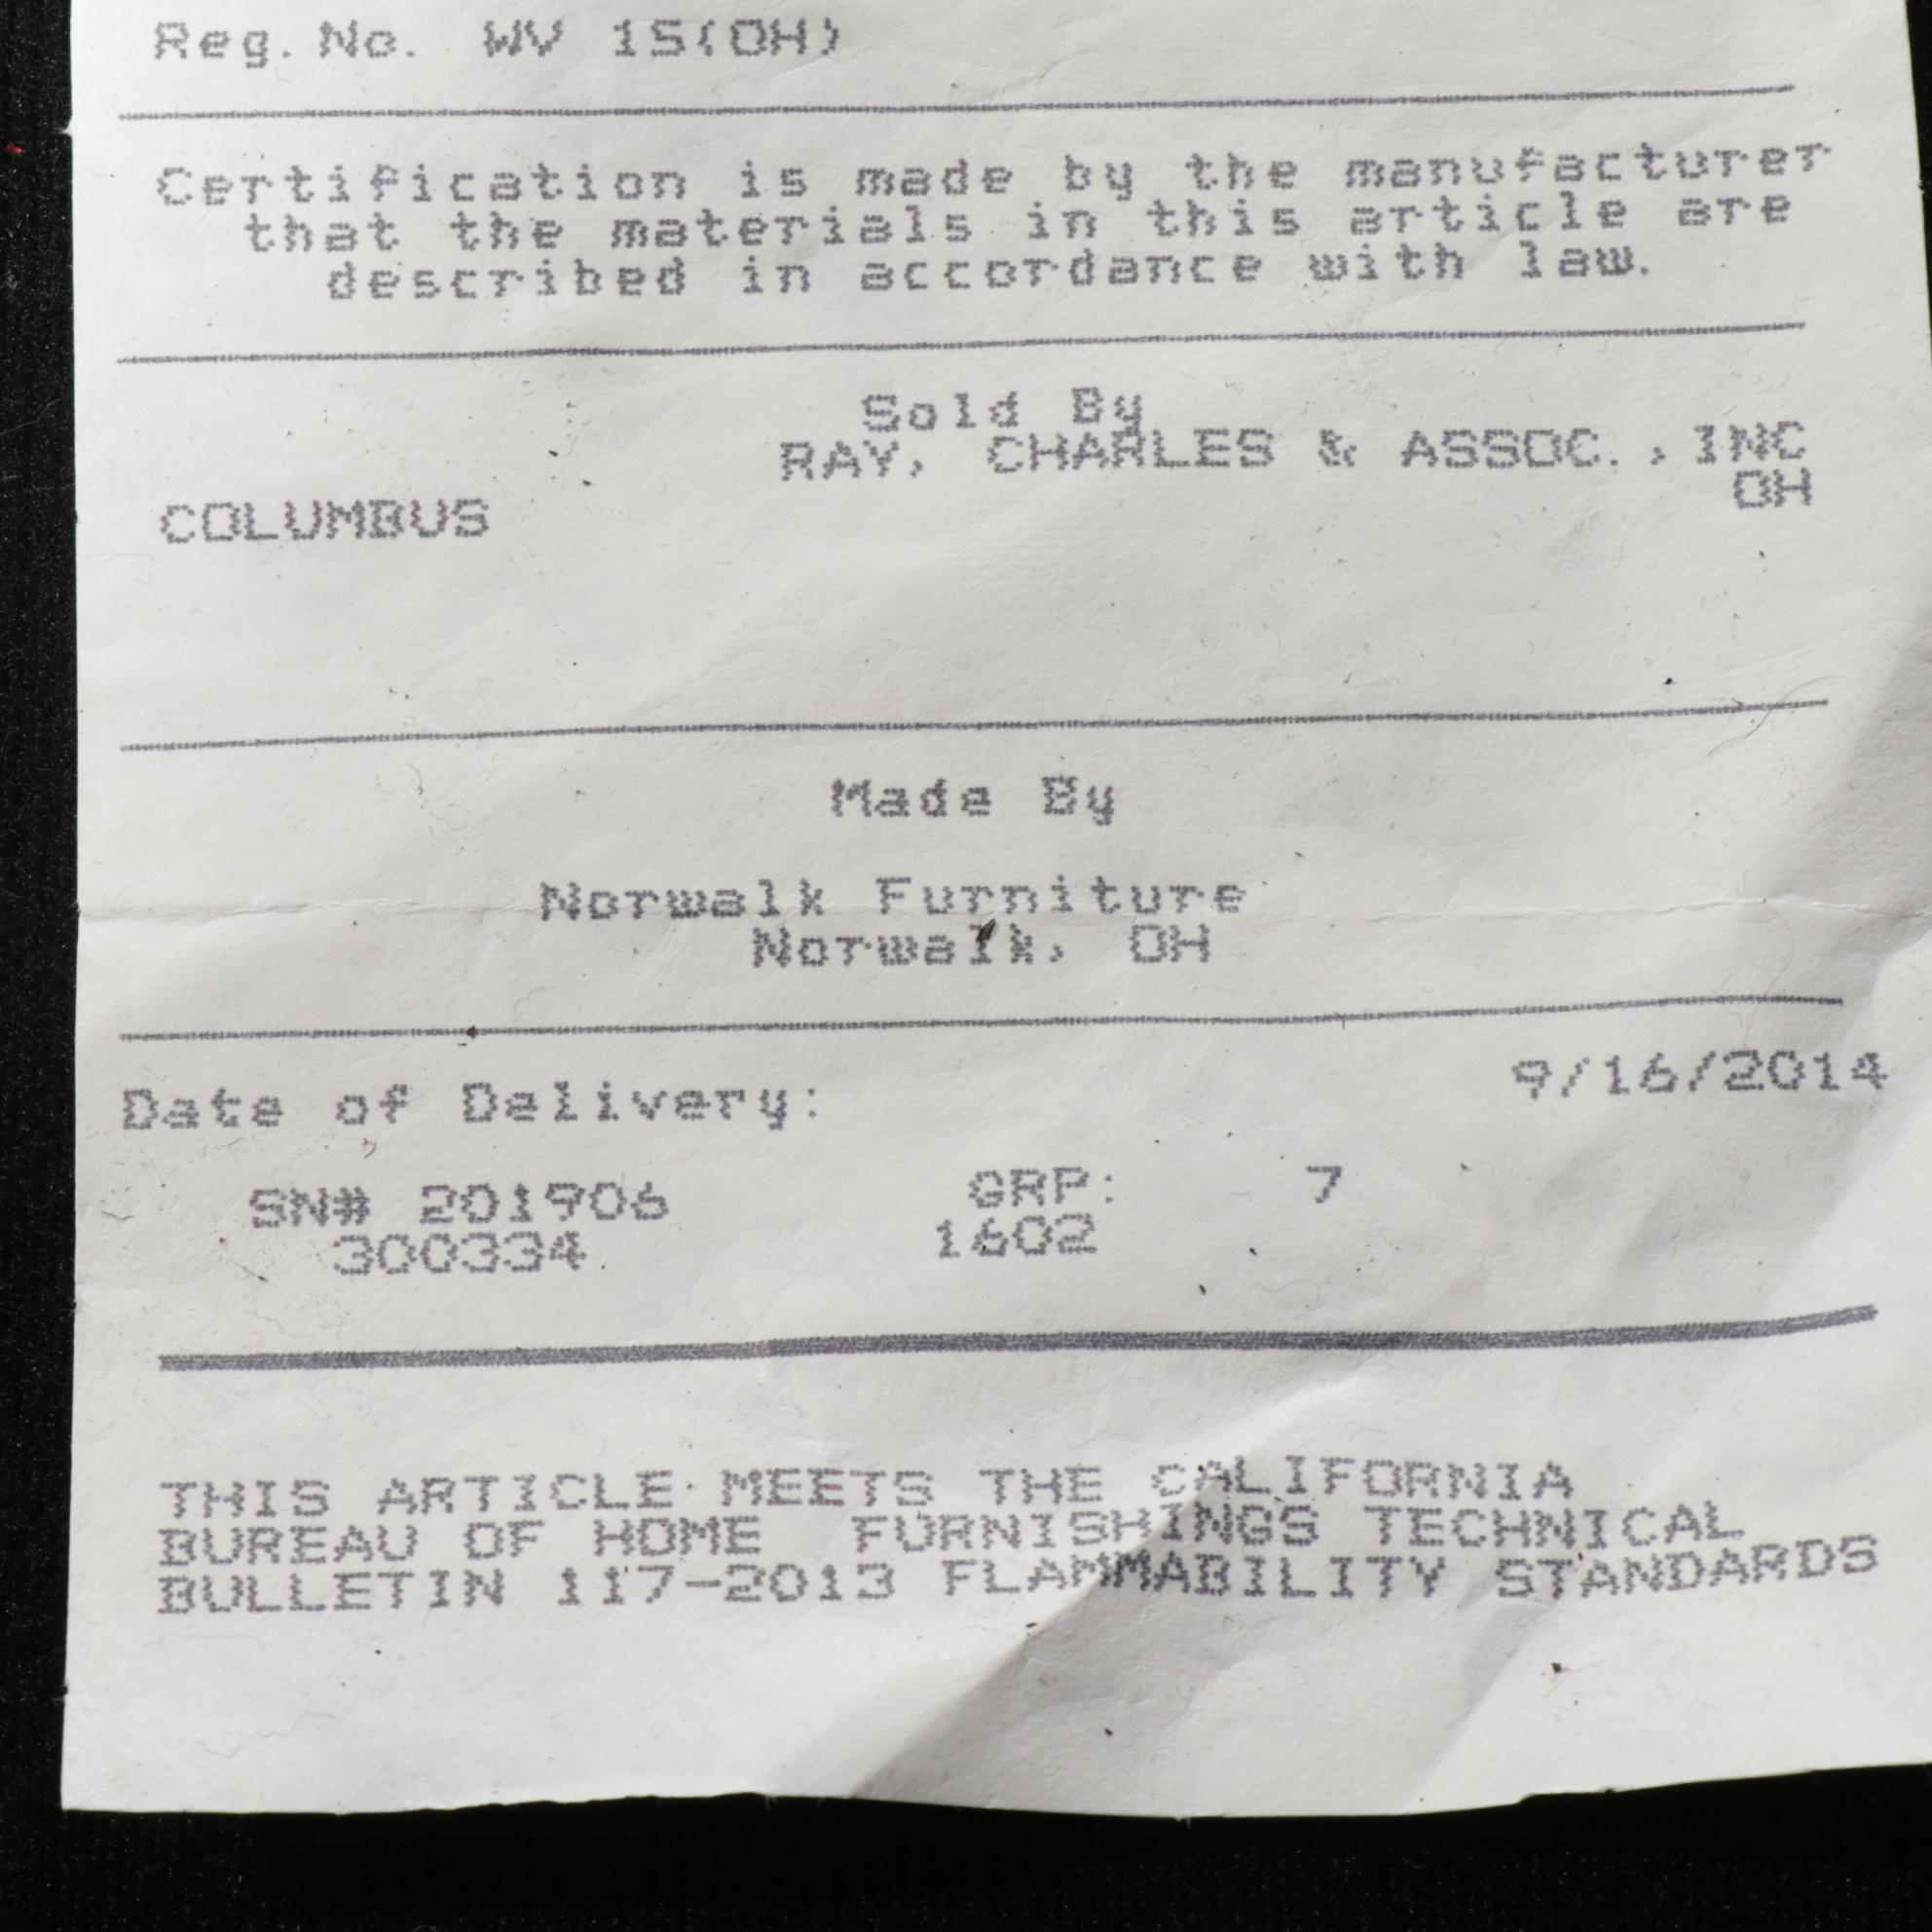 Reg. No. WV 15(OH)
Certification is made by the manufacturer
that the materials in this article are
described in accordance with law.
Sold By
RAY, CHARLES & ASSOC., INC
COLUMBUS OH
Made By
Norwalk Furniture
Norwalk, OH
Date of Delivery: 9/16/2014
SN# 201906 GRP: 7
300334 1602
THIS ARTICLE MEETS THE CALIFORNIA
BUREAU OF HOME FURNISHINGS TECHNICAL
BULLETIN 117-2013 FLAMMABILITY STANDARDS